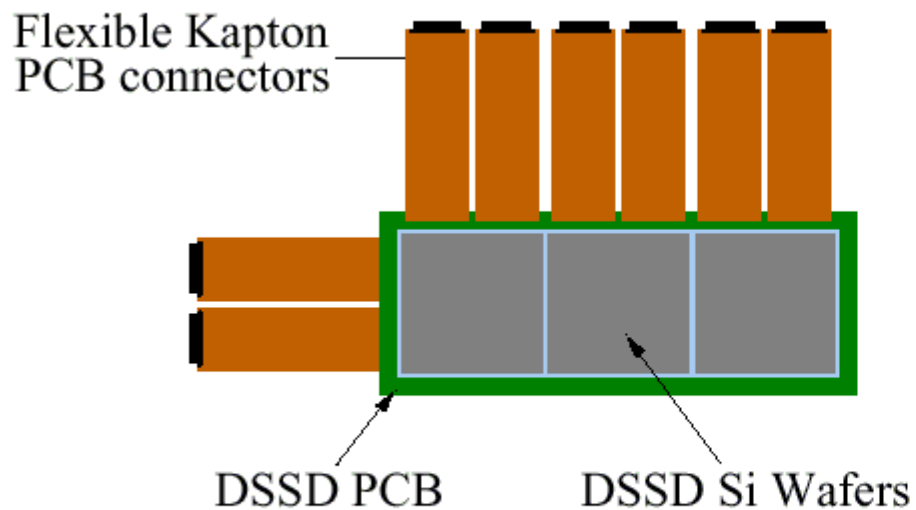 Flexible Kapton
PCB connectors
DSSD PCB
DSSD Si Wafers